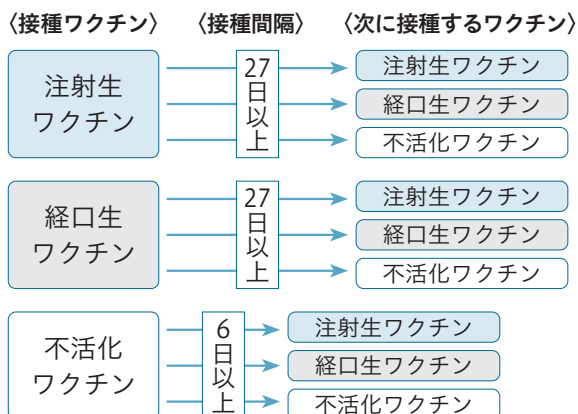 〈接種ワクチン〉 〈接種間隔〉 〈次に接種するワクチン〉
注射生
ワクチン
27日以上
注射生ワクチン
経口生ワクチン
不活化ワクチン
経口生
ワクチン
27日以上
注射生ワクチン
経口生ワクチン
不活化ワクチン
不活化
ワクチン
6日以上
注射生ワクチン
経口生ワクチン
不活化ワクチン